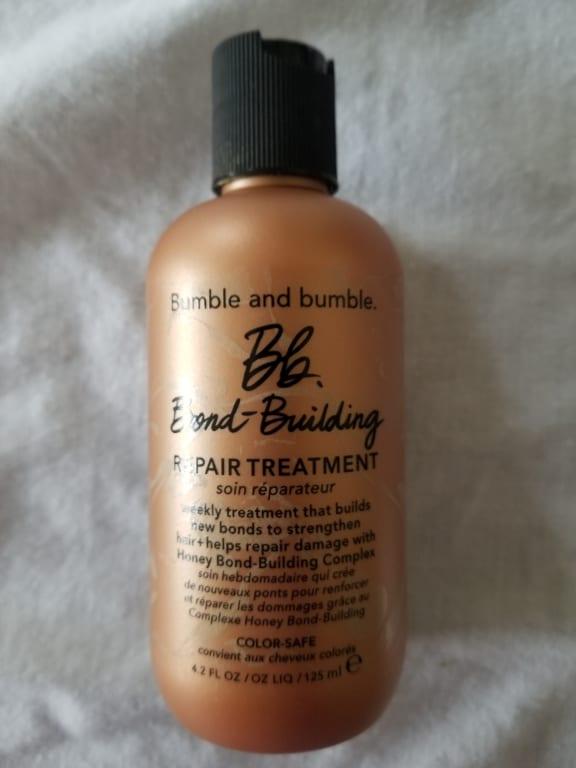 Bumble and bumble.
Bb.
Bond-Building
REPAIR TREATMENT
soin réparateur
weekly treatment that builds
new bonds to strengthen
hair+helps repair damage with
Honey Bond-Building Complex
soin hebdomadaire qui crée
de nouveaux ponts pour renforcer
et réparer les dommages grâce au
Complexe Honey Bond-Building
COLOR-SAFE
convient aux cheveux colorés
4.2 FL OZ / OZ LIQ / 125 ml ℮